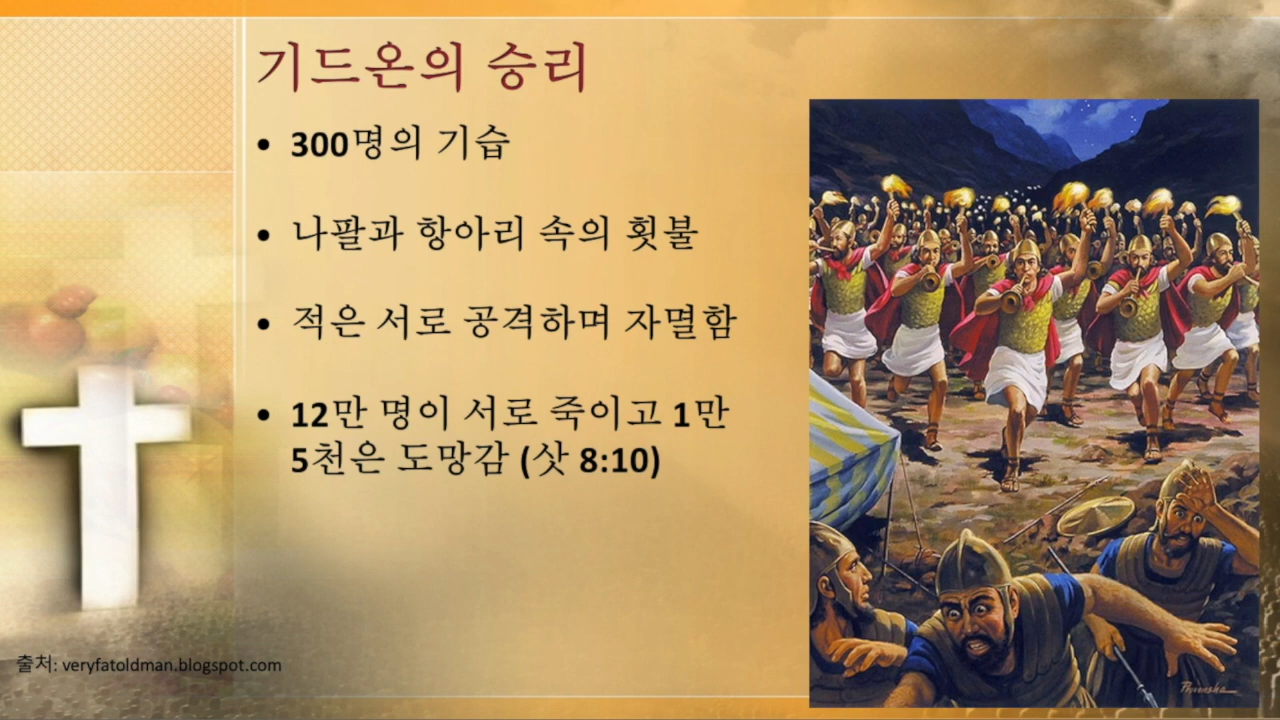 기드온의 승리
• 300명의 기습
• 나팔과 항아리 속의 횃불
• 적은 서로 공격하며 자멸함
• 12만 명이 서로 죽이고 1만
5천은 도망감 (삿 8:10)
출처: veryfatoldman.blogspot.com